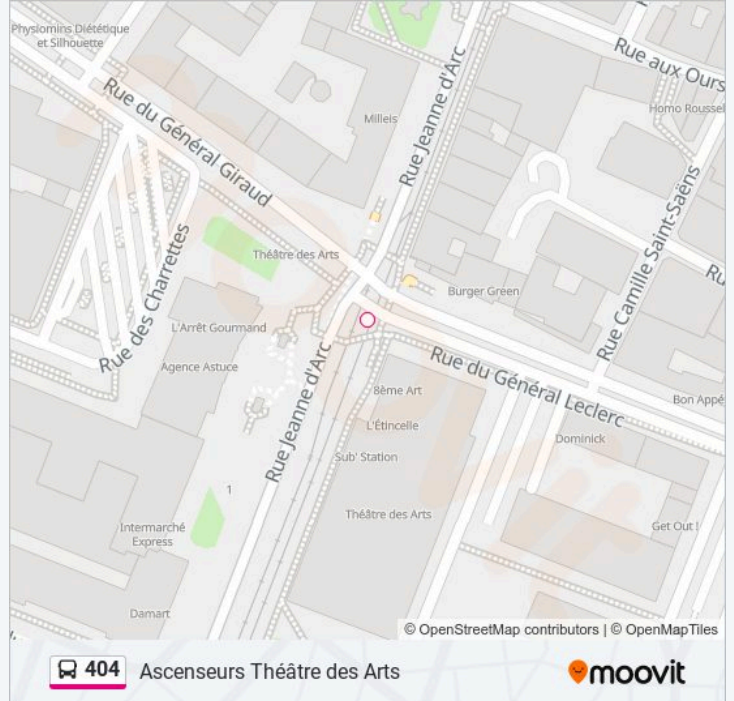 Physiomins Diététique
et Silhouette
Rue aux Ours
Rue du Général Giraud
Rue Jeanne d'Arc
Milleis
Homo Roussel
Rue Camille Saint-Saëns
Théâtre des Arts
Rue des Charrettes
Burger Green
Ru
L'Arrêt Gourmand
Agence Astuce
Rue Jeanne d'Arc
Rue du Général Leclerc
8ème Art
Bon Appé
L'Étincelle
Dominick
Sub' Station
1
Théâtre des Arts
Intermarché
Express
Get Out !
Damart
© OpenStreetMap contributors | © OpenMapTiles
404 Ascenseurs Théâtre des Arts
moovit